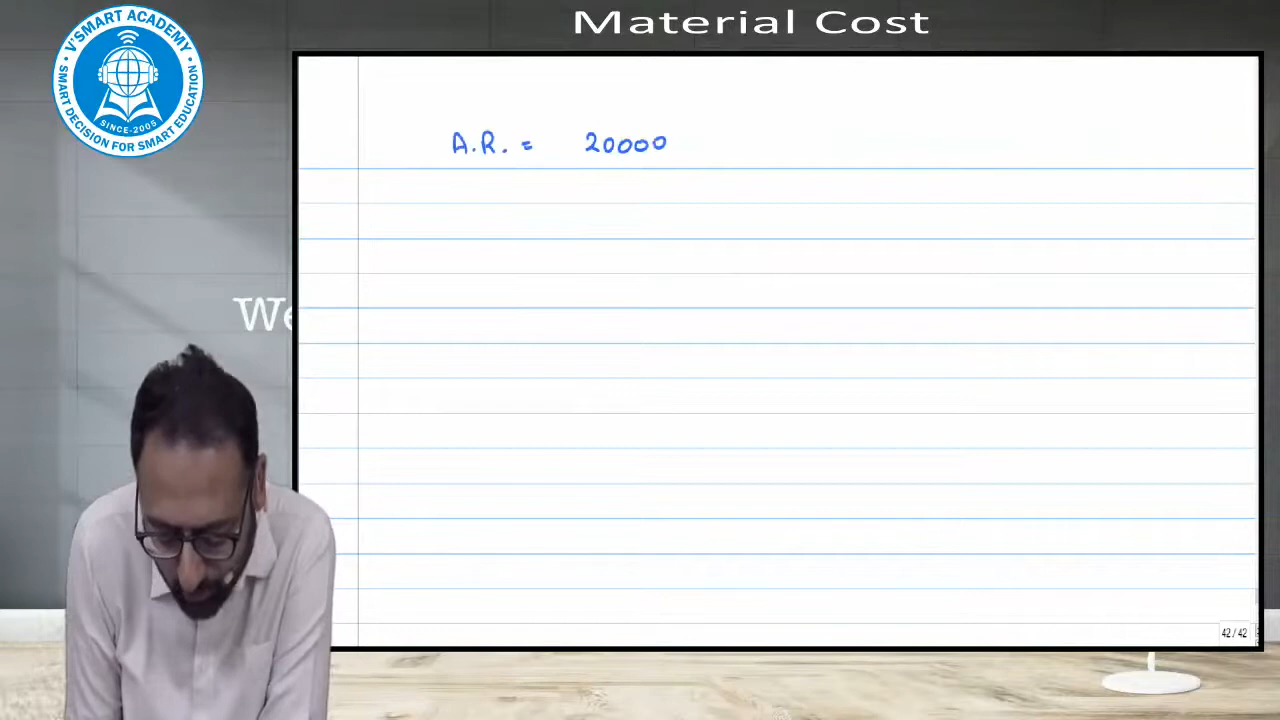 Material Cost
V'SMART ACADEMY
SMART DECISION FOR SMART EDUCATION
SINCE-2005
A.R. = 20000
We
42 / 42